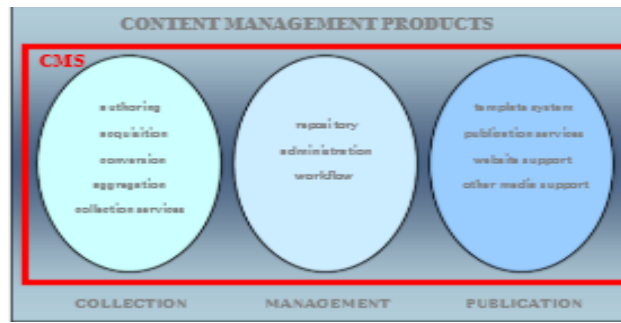 CONTENT MANAGEMENT PRODUCTS
CMS
authoring
acquisition
conversion
aggregation
collection services
repository
administration
workflow
template system
publication services
website support
other media support
COLLECTION
MANAGEMENT
PUBLICATION